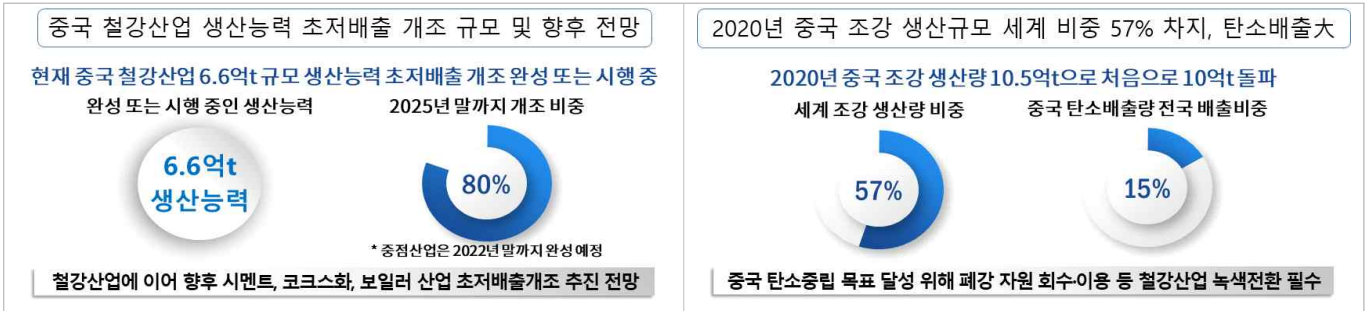 중국 철강산업 생산능력 초저배출 개조 규모 및 향후 전망
현재 중국 철강산업 6.6억t 규모 생산능력 초저배출 개조 완성 또는 시행 중
완성 또는 시행 중인 생산능력
2025년 말까지 개조 비중
6.6억t
생산능력
80%
* 중점산업은 2022년 말까지 완성 예정
철강산업에 이어 향후 시멘트, 코크스화, 보일러 산업 초저배출개조 추진 전망
2020년 중국 조강 생산규모 세계 비중 57% 차지, 탄소배출大
2020년 중국 조강 생산량 10.5억t으로 처음으로 10억t 돌파
세계 조강 생산량 비중
중국 탄소배출량 전국 배출비중
57%
15%
중국 탄소중립 목표 달성 위해 폐강 자원 회수·이용 등 철강산업 녹색전환 필수